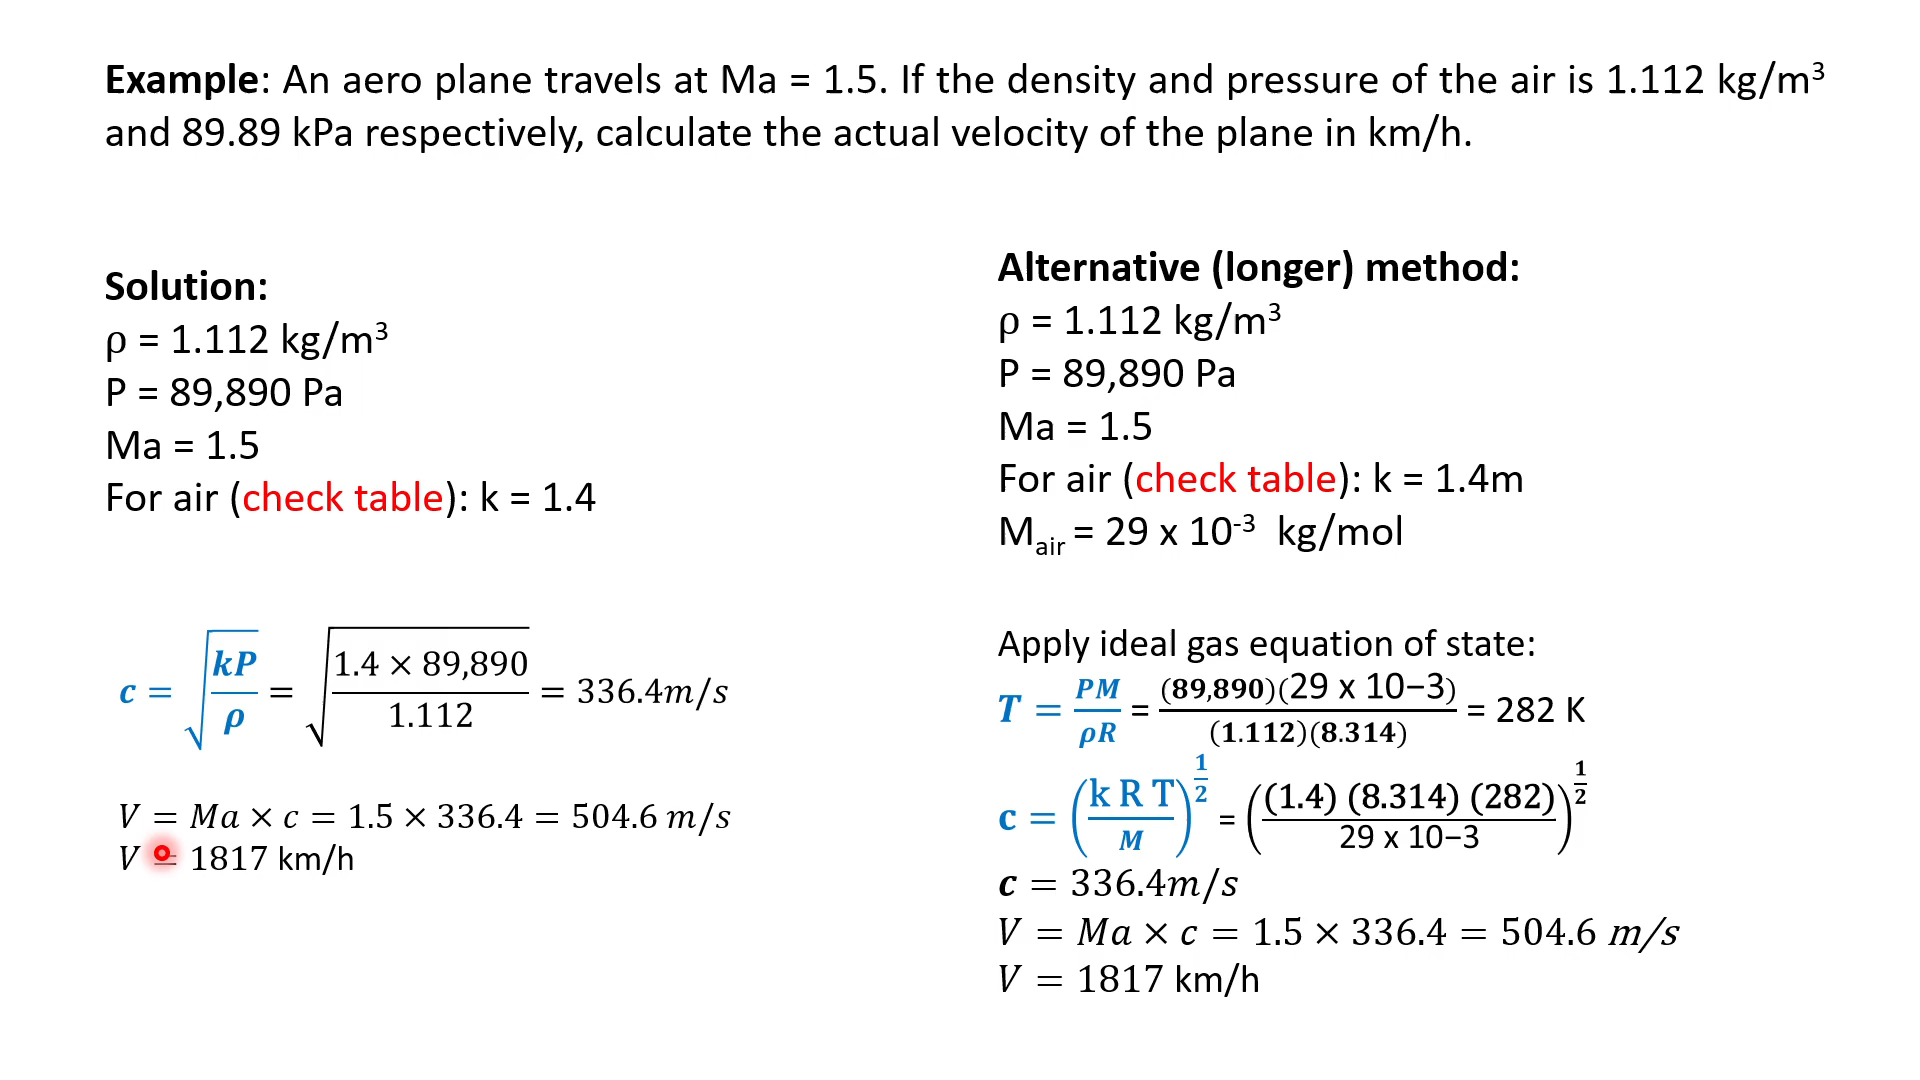 Example: An aero plane travels at Ma = 1.5. If the density and pressure of the air is 1.112 kg/m³
and 89.89 kPa respectively, calculate the actual velocity of the plane in km/h.
Solution:
ρ = 1.112 kg/m³
P = 89,890 Pa
Ma = 1.5
For air (check table): k = 1.4
c = √(kP/ρ) = √(1.4 × 89,890/1.112) = 336.4m/s
V = Ma × c = 1.5 × 336.4 = 504.6 m/s
V = 1817 km/h
Alternative (longer) method:
ρ = 1.112 kg/m³
P = 89,890 Pa
Ma = 1.5
For air (check table): k = 1.4m
M_air = 29 x 10⁻³ kg/mol
Apply ideal gas equation of state:
T = PM/ρR = (89,890)(29 x 10−3)/(1.112)(8.314) = 282 K
c = (k R T/M)^(1/2) = ((1.4) (8.314) (282)/29 x 10−3)^(1/2)
c = 336.4m/s
V = Ma × c = 1.5 × 336.4 = 504.6 m/s
V = 1817 km/h